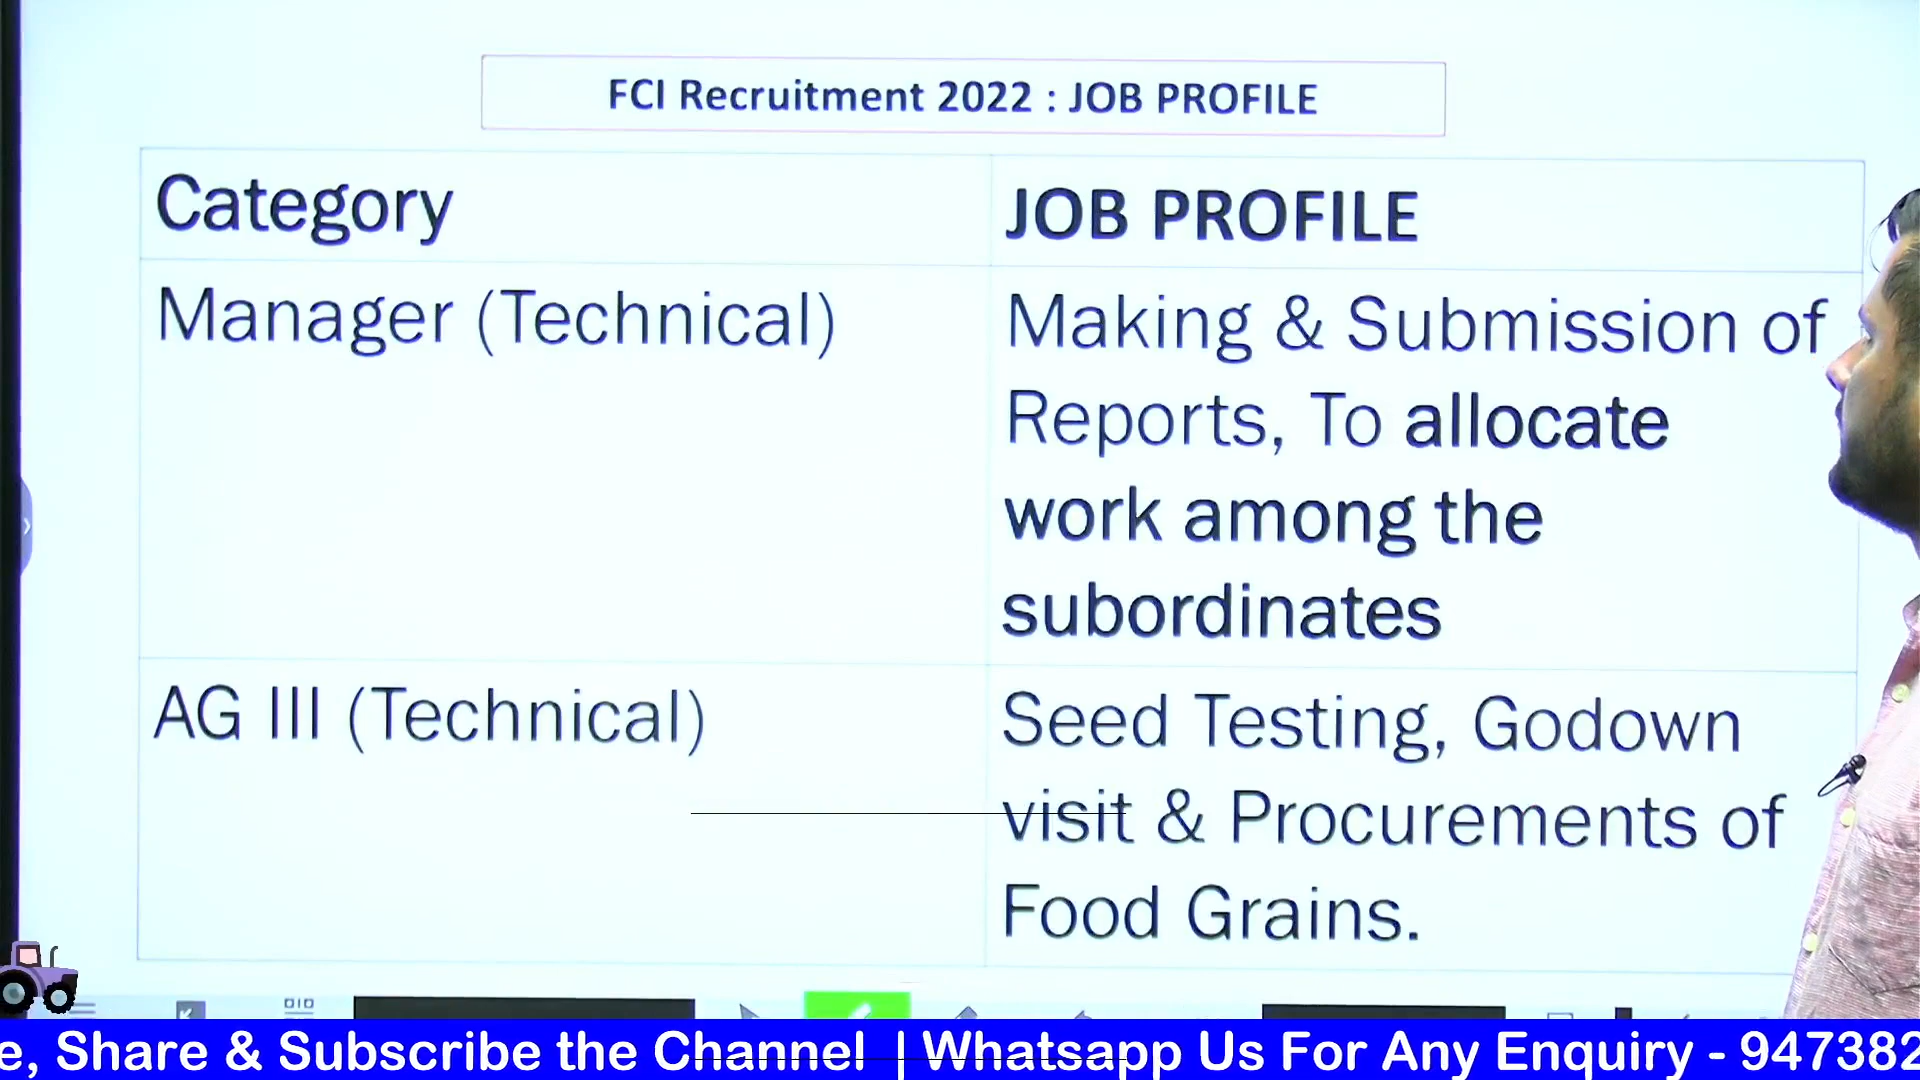 FCI Recruitment 2022 : JOB PROFILE
Category
JOB PROFILE
Manager (Technical)
Making & Submission of
Reports, To allocate
work among the
subordinates
AG III (Technical)
Seed Testing, Godown
visit & Procurements of
Food Grains.
e, Share & Subscribe the Channel | Whatsapp Us For Any Enquiry - 947382